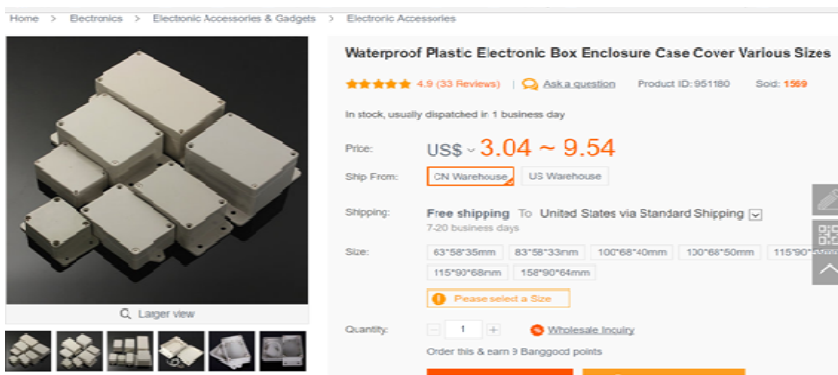 Home > Electronics > Electronic Accessories & Gadgets > Electronic Accessories
Waterproof Plastic Electronic Box Enclosure Case Cover Various Sizes
4.9 (33 Reviews) | Ask a question Product ID: 951180 Sold: 1569
In stock, usually dispatched in 1 business day
Price: US$ 3.04 ~ 9.54
Ship From: CN Warehouse US Warehouse
Shipping: Free shipping To United States via Standard Shipping
7-20 business days
Size: 63*58*35mm 83*58*33mm 100*68*40mm 100*68*50mm 115*90*
115*90*68mm 158*90*64mm
Please select a Size
Larger view
Quantity: - 1 + Wholesale Inquiry
Order this & earn 9 Banggood points